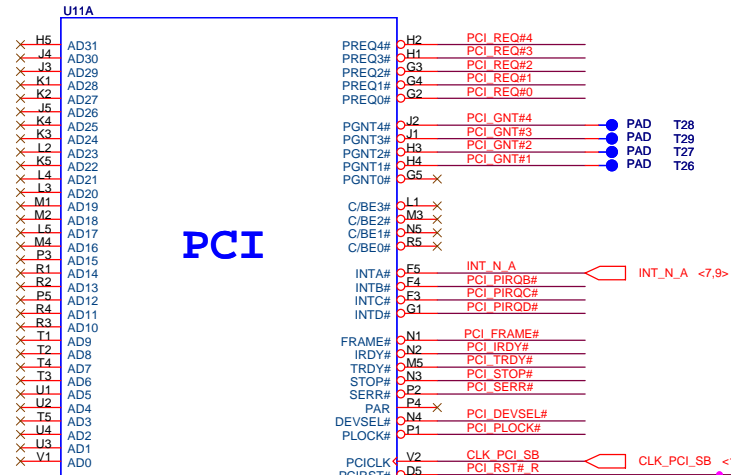 U11A
H5 AD31 PREQ4# H2 PCI_REQ#4
J4 AD30 PREQ3# H1 PCI_REQ#3
J3 AD29 PREQ2# G3 PCI_REQ#2
K1 AD28 PREQ1# G4 PCI_REQ#1
K2 AD27 PREQ0# G2 PCI_REQ#0
J5 AD26
K4 AD25 PGNT4# J2 PCI_GNT#4 PAD T28
K3 AD24 PGNT3# J1 PCI_GNT#3 PAD T29
L2 AD23 PGNT2# H3 PCI_GNT#2 PAD T27
K5 AD22 PGNT1# H4 PCI_GNT#1 PAD T26
L4 AD21 PGNT0# G5
L3 AD20
M1 AD19 C/BE3# L1
M2 AD18 C/BE2# M3
L5 AD17 C/BE1# N5
M4 AD16 C/BE0# R5
PCI
P3 AD15
R1 AD14 INTA# F5 INT_N_A INT_N_A <7,9>
R2 AD13 INTB# F4 PCI_PIRQB#
P5 AD12 INTC# F3 PCI_PIRQC#
R4 AD11 INTD# G1 PCI_PIRQD#
R3 AD10
T1 AD9 FRAME# N1 PCI_FRAME#
T2 AD8 IRDY# N2 PCI_IRDY#
T4 AD7 TRDY# M5 PCI_TRDY#
T3 AD6 STOP# N3 PCI_STOP#
U1 AD5 SERR# P2 PCI_SERR#
U2 AD4 PAR P4
T5 AD3 DEVSEL# N4 PCI_DEVSEL#
U4 AD2 PLOCK# P1 PCI_PLOCK#
U3 AD1
V1 AD0 PCICLK V2 CLK_PCI_SB CLK_PCI_SB <
PCIRST# D5 PCI_RST#_R